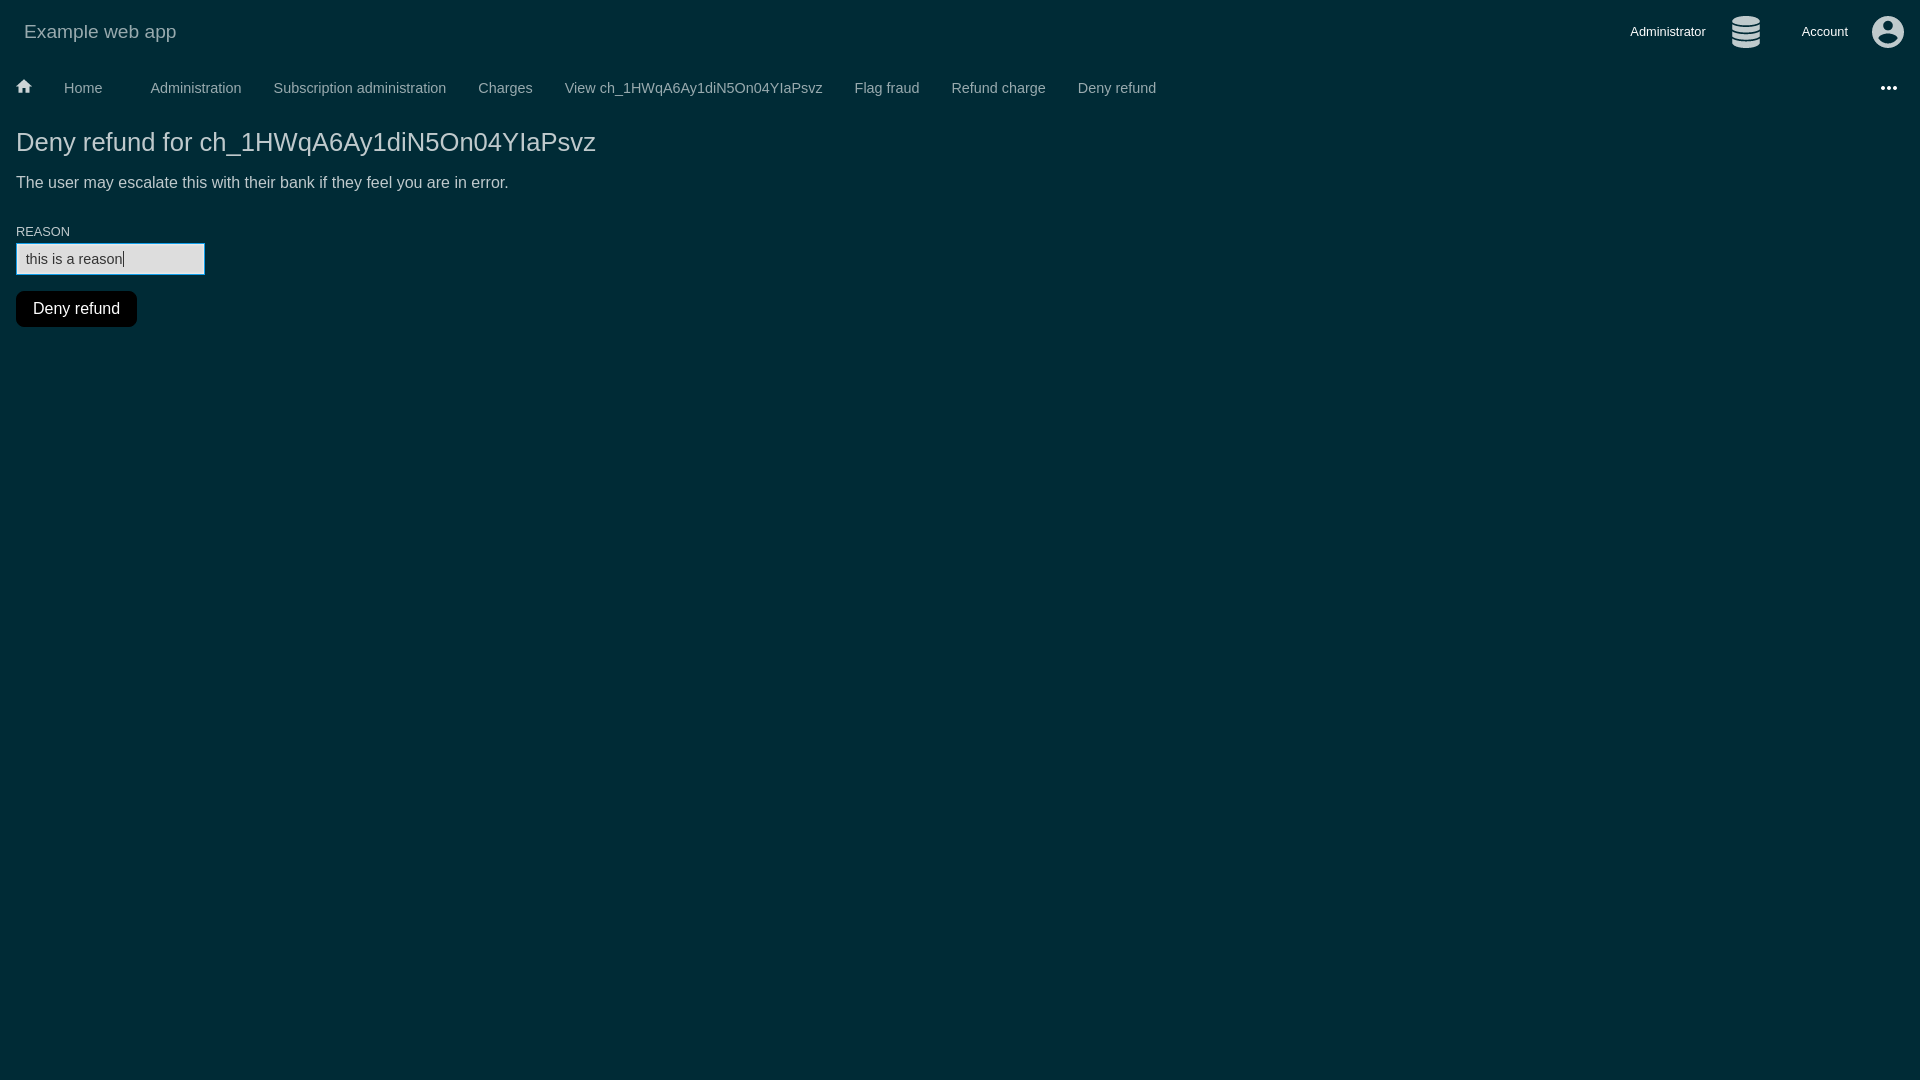 Example web app
Administrator
Account
Home Administration Subscription administration Charges View ch_1HWqA6Ay1diN5On04YIaPsvz Flag fraud Refund charge Deny refund
Deny refund for ch_1HWqA6Ay1diN5On04YIaPsvz
The user may escalate this with their bank if they feel you are in error.
REASON
this is a reason
Deny refund